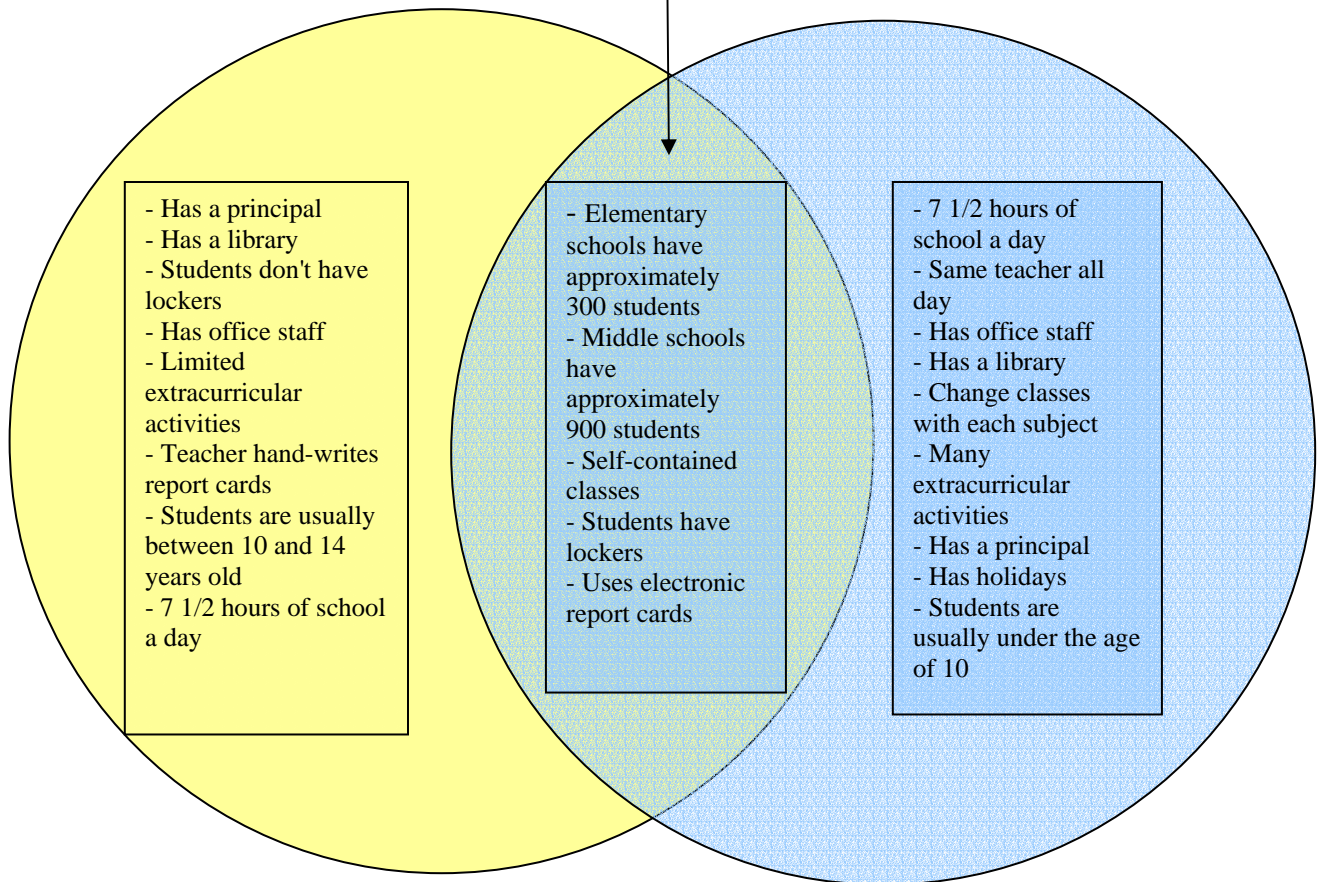 - Has a principal
- Has a library
- Students don't have
lockers
- Has office staff
- Limited
extracurricular
activities
- Teacher hand-writes
report cards
- Students are usually
between 10 and 14
years old
- 7 1/2 hours of school
a day
- Elementary
schools have
approximately
300 students
- Middle schools
have
approximately
900 students
- Self-contained
classes
- Students have
lockers
- Uses electronic
report cards
- 7 1/2 hours of
school a day
- Same teacher all
day
- Has office staff
- Has a library
- Change classes
with each subject
- Many
extracurricular
activities
- Has a principal
- Has holidays
- Students are
usually under the age
of 10